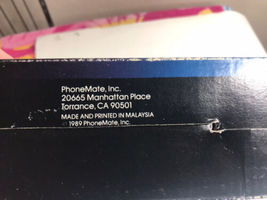 PhoneMate, Inc.
20665 Manhattan Place
Torrance, CA 90501
MADE AND PRINTED IN MALAYSIA
© 1989 PhoneMate, Inc.